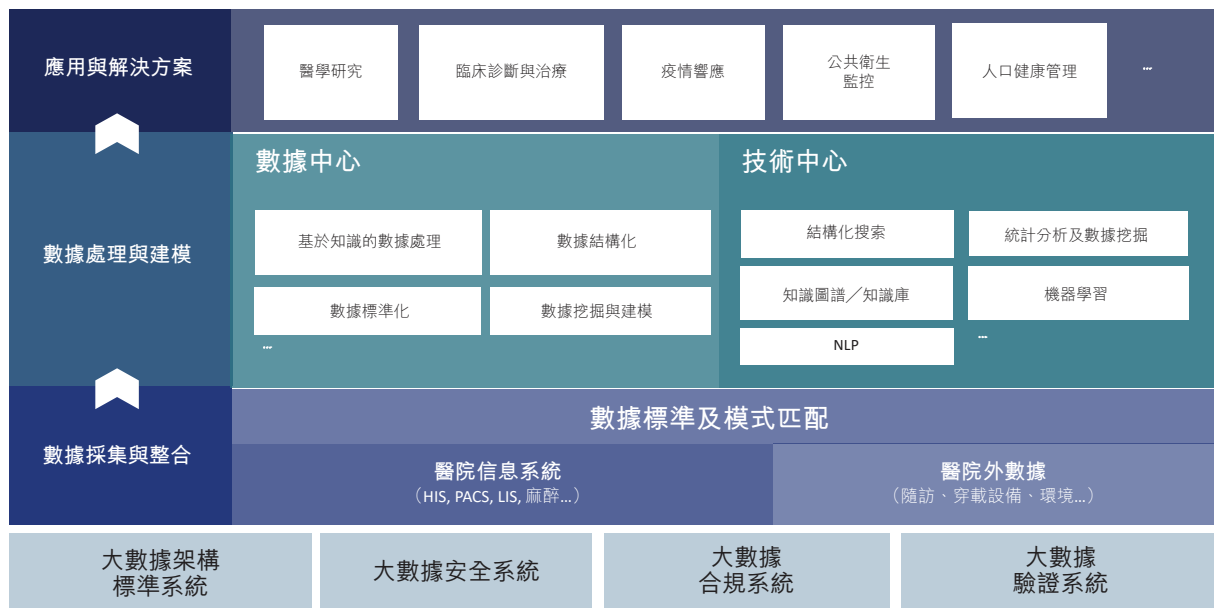 應用與解決方案
醫學研究
臨床診斷與治療
疫情響應
公共衛生
監控
人口健康管理
...
數據處理與建模
數據中心
基於知識的數據處理
數據結構化
數據標準化
數據挖掘與建模
...
技術中心
結構化搜索
統計分析及數據挖掘
知識圖譜／知識庫
機器學習
NLP
...
數據採集與整合
數據標準及模式匹配
醫院信息系統
（HIS, PACS, LIS, 麻醉...）
醫院外數據
（隨訪、穿載設備、環境...）
大數據架構
標準系統
大數據安全系統
大數據
合規系統
大數據
驗證系統